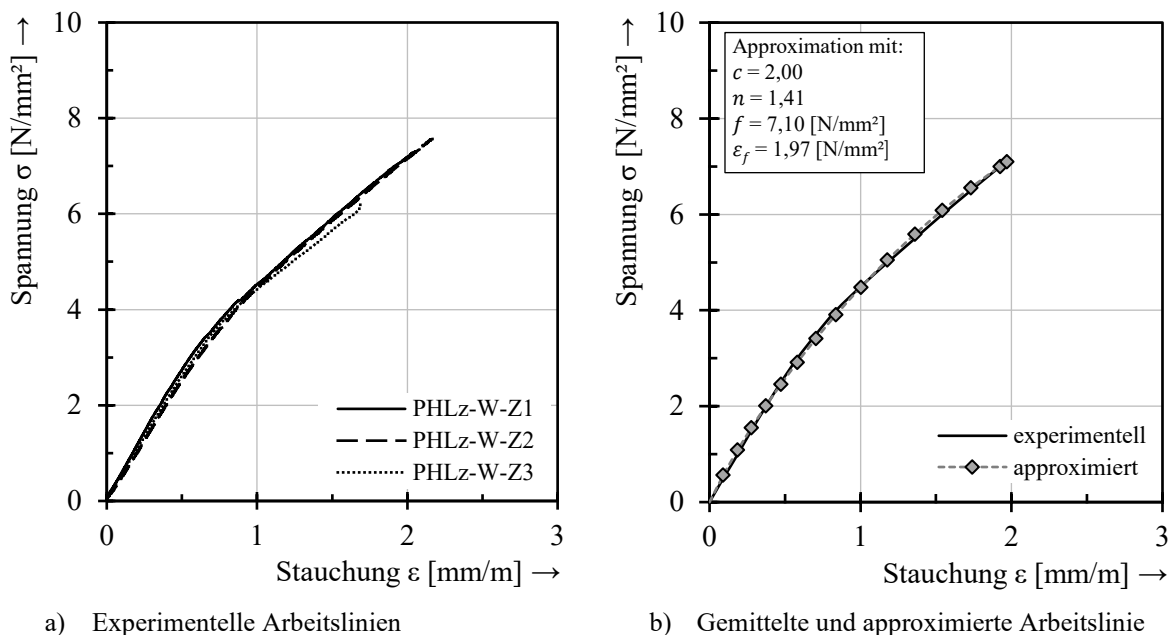 10
8
6
4
2
0
0
1
2
3
Spannung σ [N/mm²] →
Stauchung ε [mm/m] →
PHLz-W-Z1
PHLz-W-Z2
PHLz-W-Z3
a) Experimentelle Arbeitslinien
10
8
6
4
2
0
0
1
2
3
Spannung σ [N/mm²] →
Stauchung ε [mm/m] →
Approximation mit:
c = 2,00
n = 1,41
f = 7,10 [N/mm²]
ε_f = 1,97 [N/mm²]
experimentell
approximiert
b) Gemittelte und approximierte Arbeitslinie